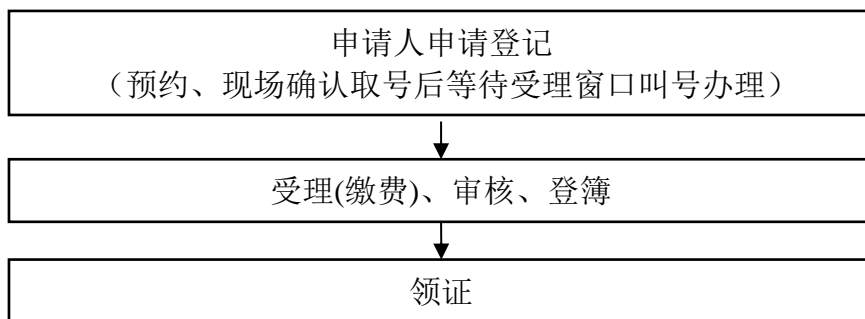 申请人申请登记
（预约、现场确认取号后等待受理窗口叫号办理）
受理(缴费)、审核、登簿
领证